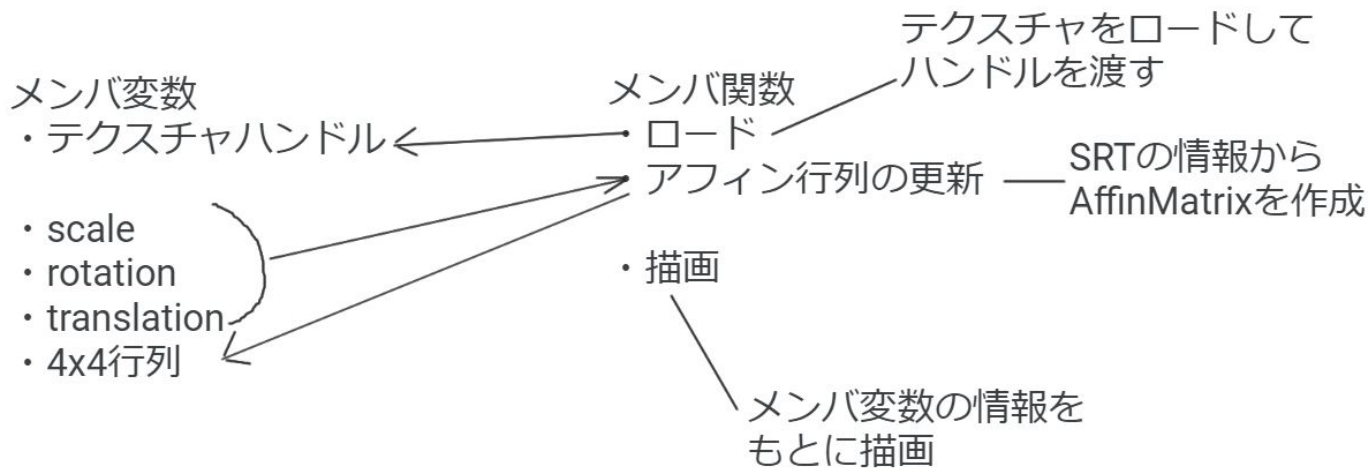 メンバ変数
・テクスチャハンドル
・scale
・rotation
・translation
・4x4行列
メンバ関数
・ロード
・アフィン行列の更新
・描画
テクスチャをロードして
ハンドルを渡す
SRTの情報から
AffinMatrixを作成
メンバ変数の情報を
もとに描画